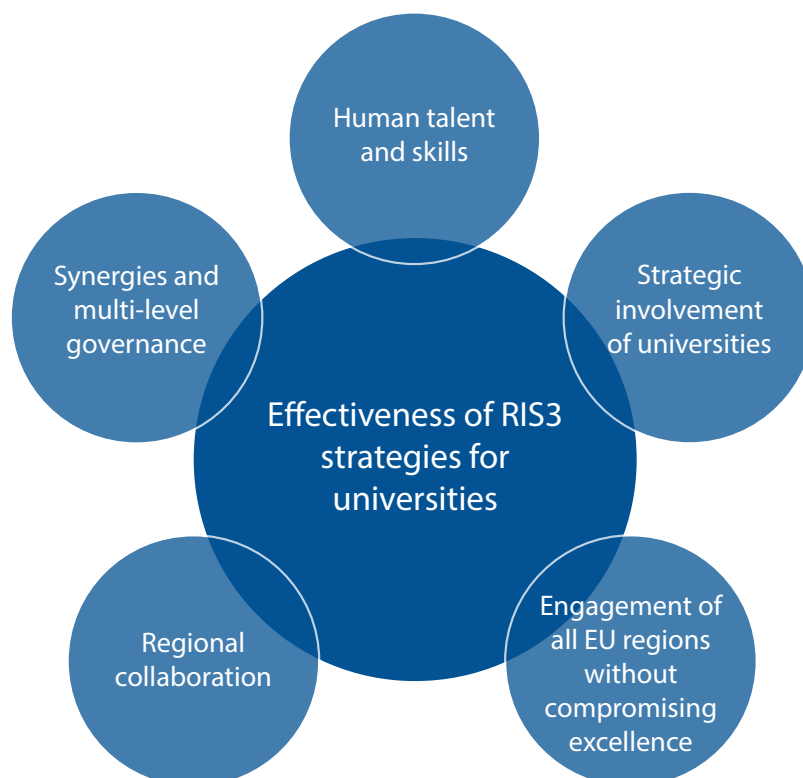 Human talent
and skills
Synergies and
multi-level
governance
Strategic
involvement
of universities
Effectiveness of RIS3
strategies for
universities
Regional
collaboration
Engagement of
all EU regions
without
compromising
excellence